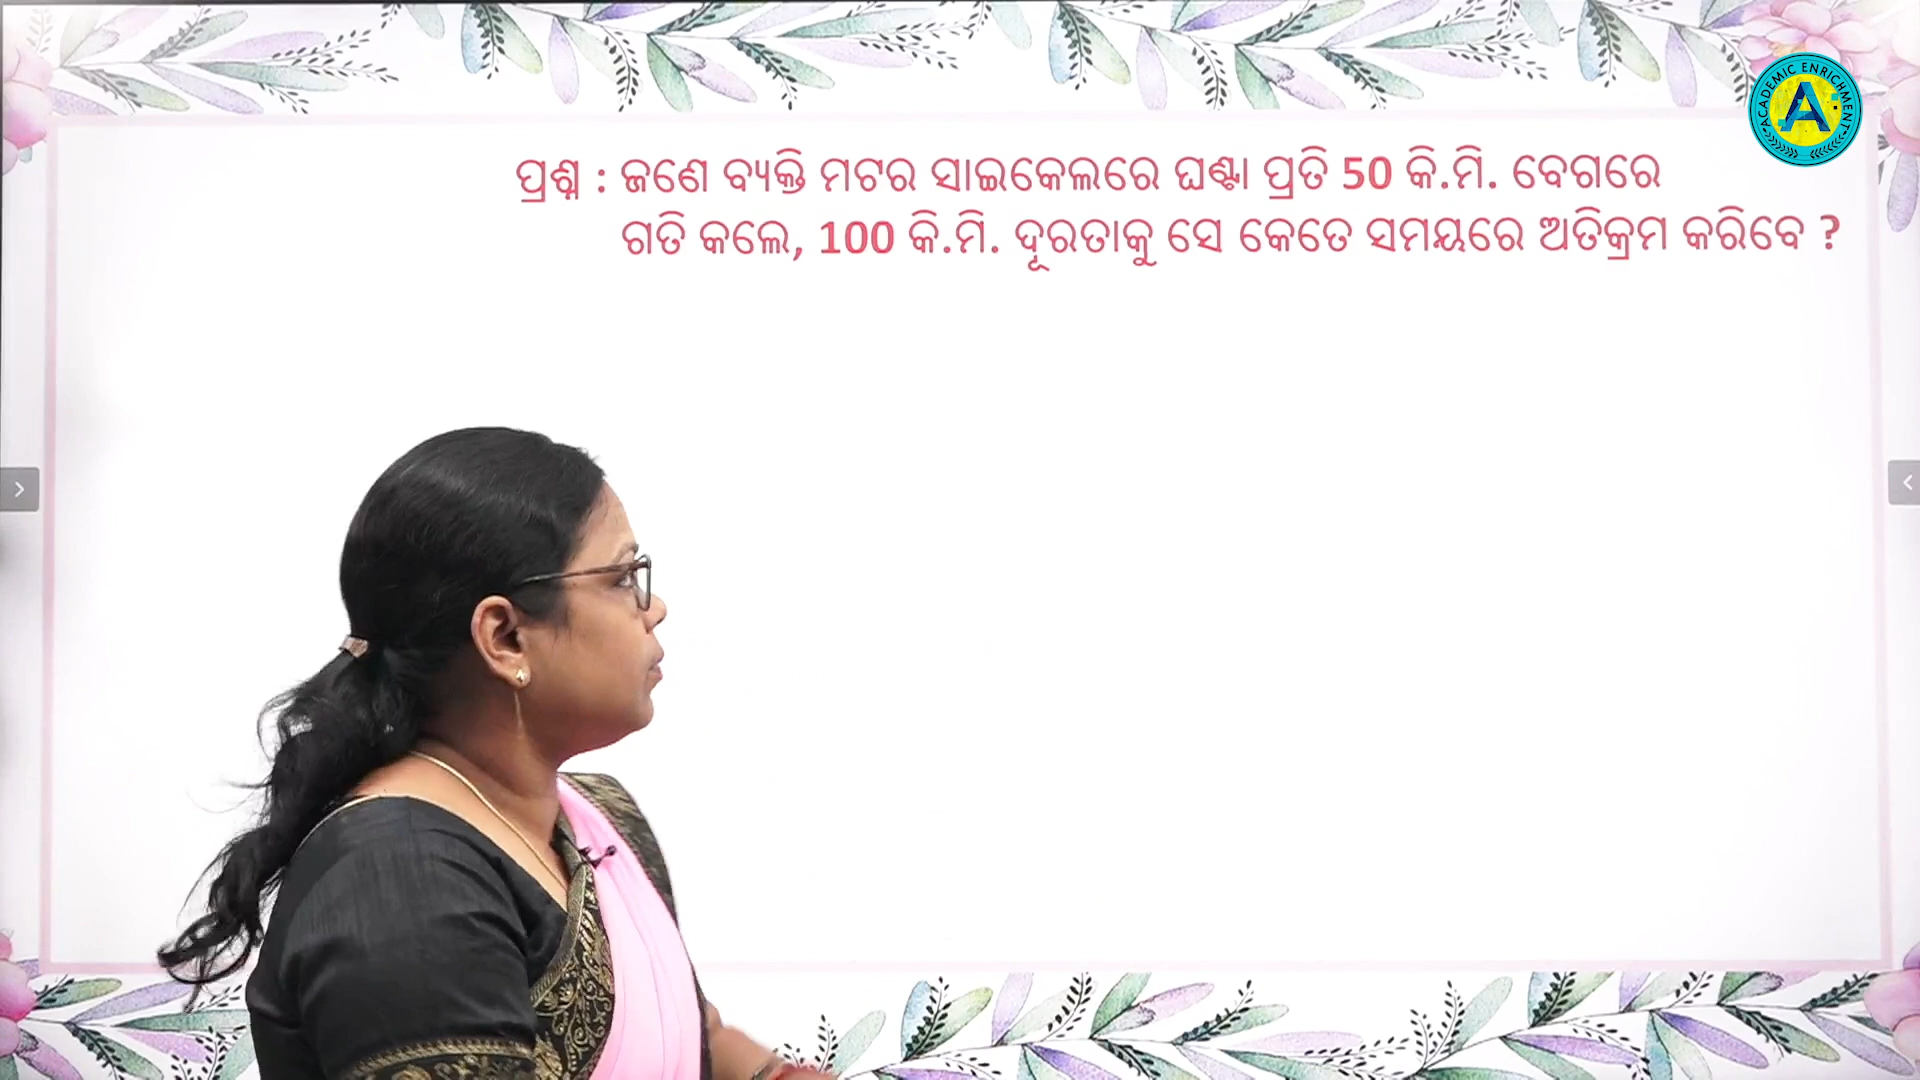 ACADEMIC ENRICHMENT
A
ପ୍ରଶ୍ନ : ଜଣେ ବ୍ୟକ୍ତି ମଟର ସାଇକେଲରେ ଘଣ୍ଟା ପ୍ରତି 50 କି.ମି. ବେଗରେ
ଗତି କଲେ, 100 କି.ମି. ଦୂରତାକୁ ସେ କେତେ ସମୟରେ ଅତିକ୍ରମ କରିବେ ?